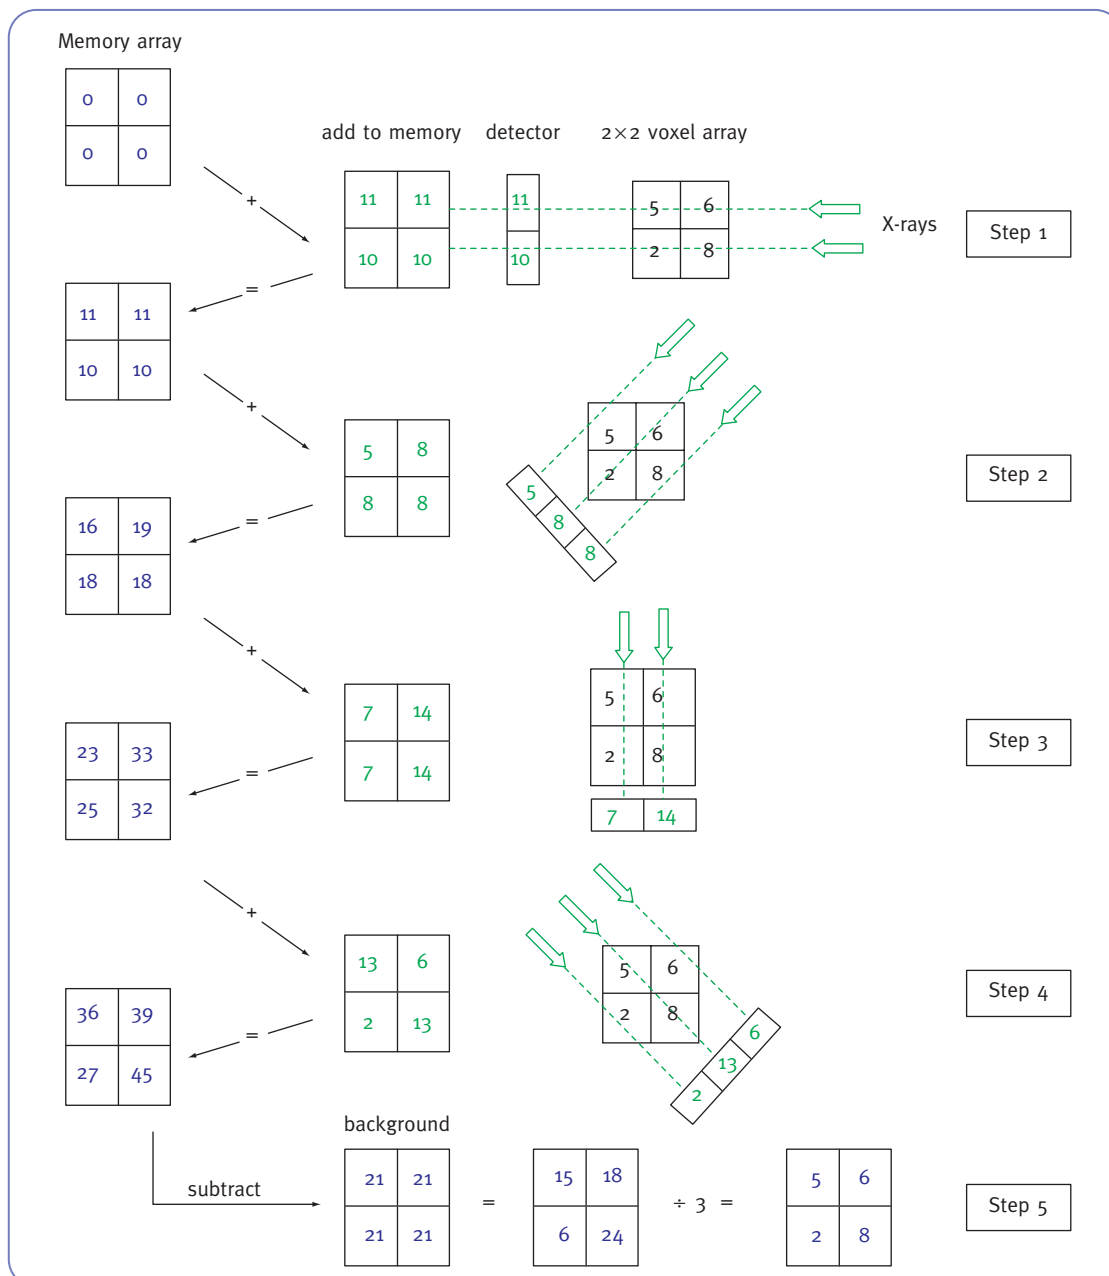 Memory array
0 0
0 0
add to memory detector 2×2 voxel array
+
11 11 11 5 6
10 10 10 2 8
X-rays
Step 1
=
11 11
10 10
+
5 8 5 6
8 8 2 8
5
8
8
Step 2
=
16 19
18 18
+
7 14 5 6
7 14 2 8
7 14
Step 3
=
23 33
25 32
+
13 6 5 6
2 13 2 8
6
13
2
Step 4
=
36 39
27 45
background
subtract
21 21 = 15 18 ÷ 3 = 5 6
21 21 6 24 2 8
Step 5